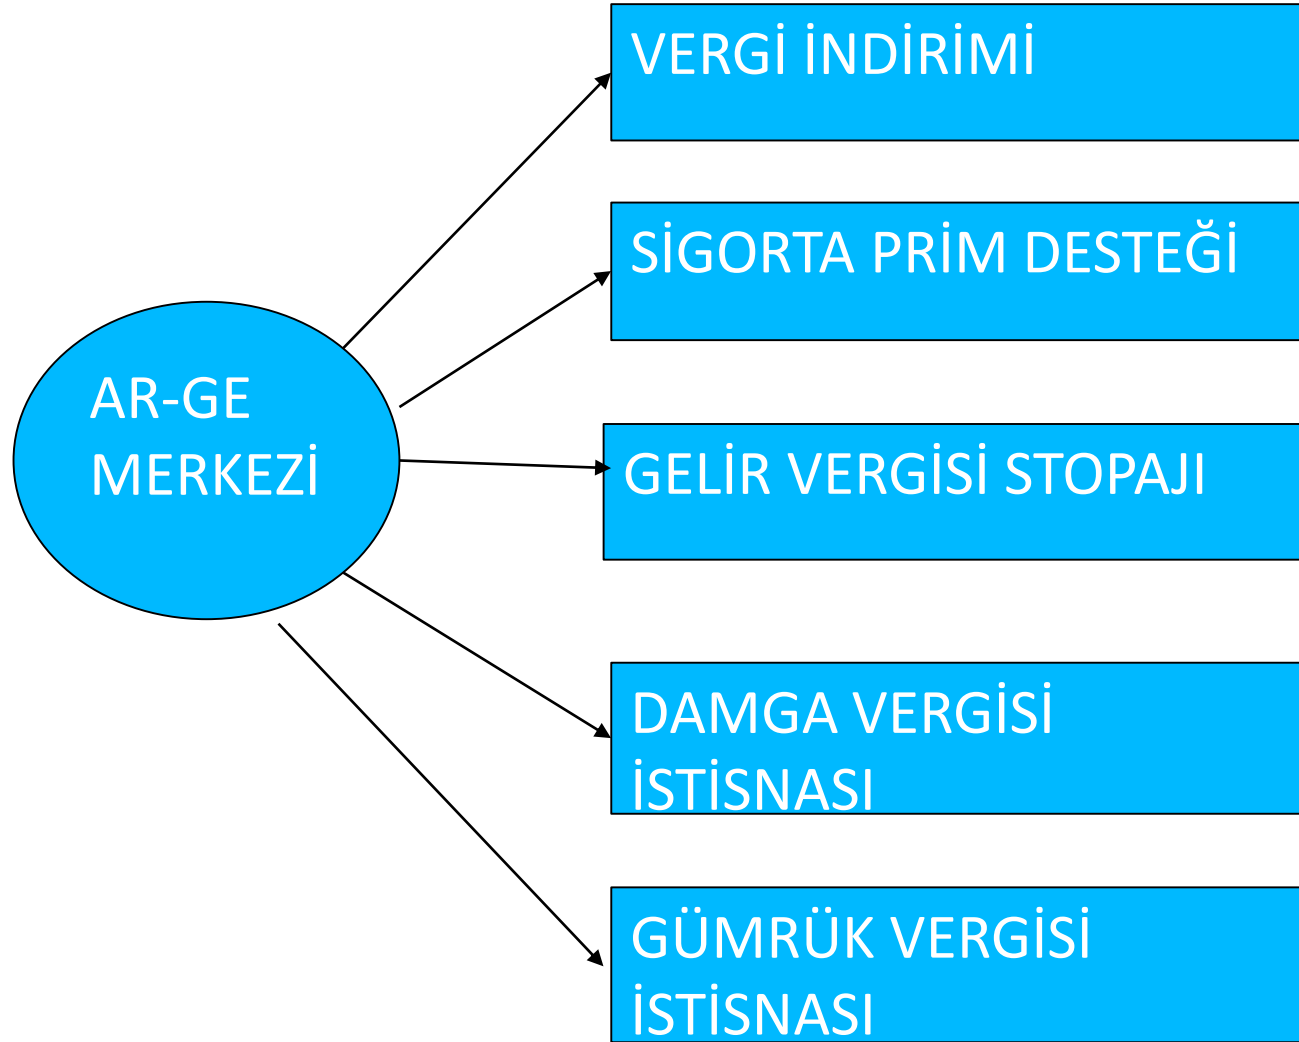 VERGİ İNDİRİMİ
SİGORTA PRİM DESTEĞİ
AR-GE
MERKEZİ
GELİR VERGİSİ STOPAJI
DAMGA VERGİSİ
İSTİSNASI
GÜMRÜK VERGİSİ
İSTİSNASI